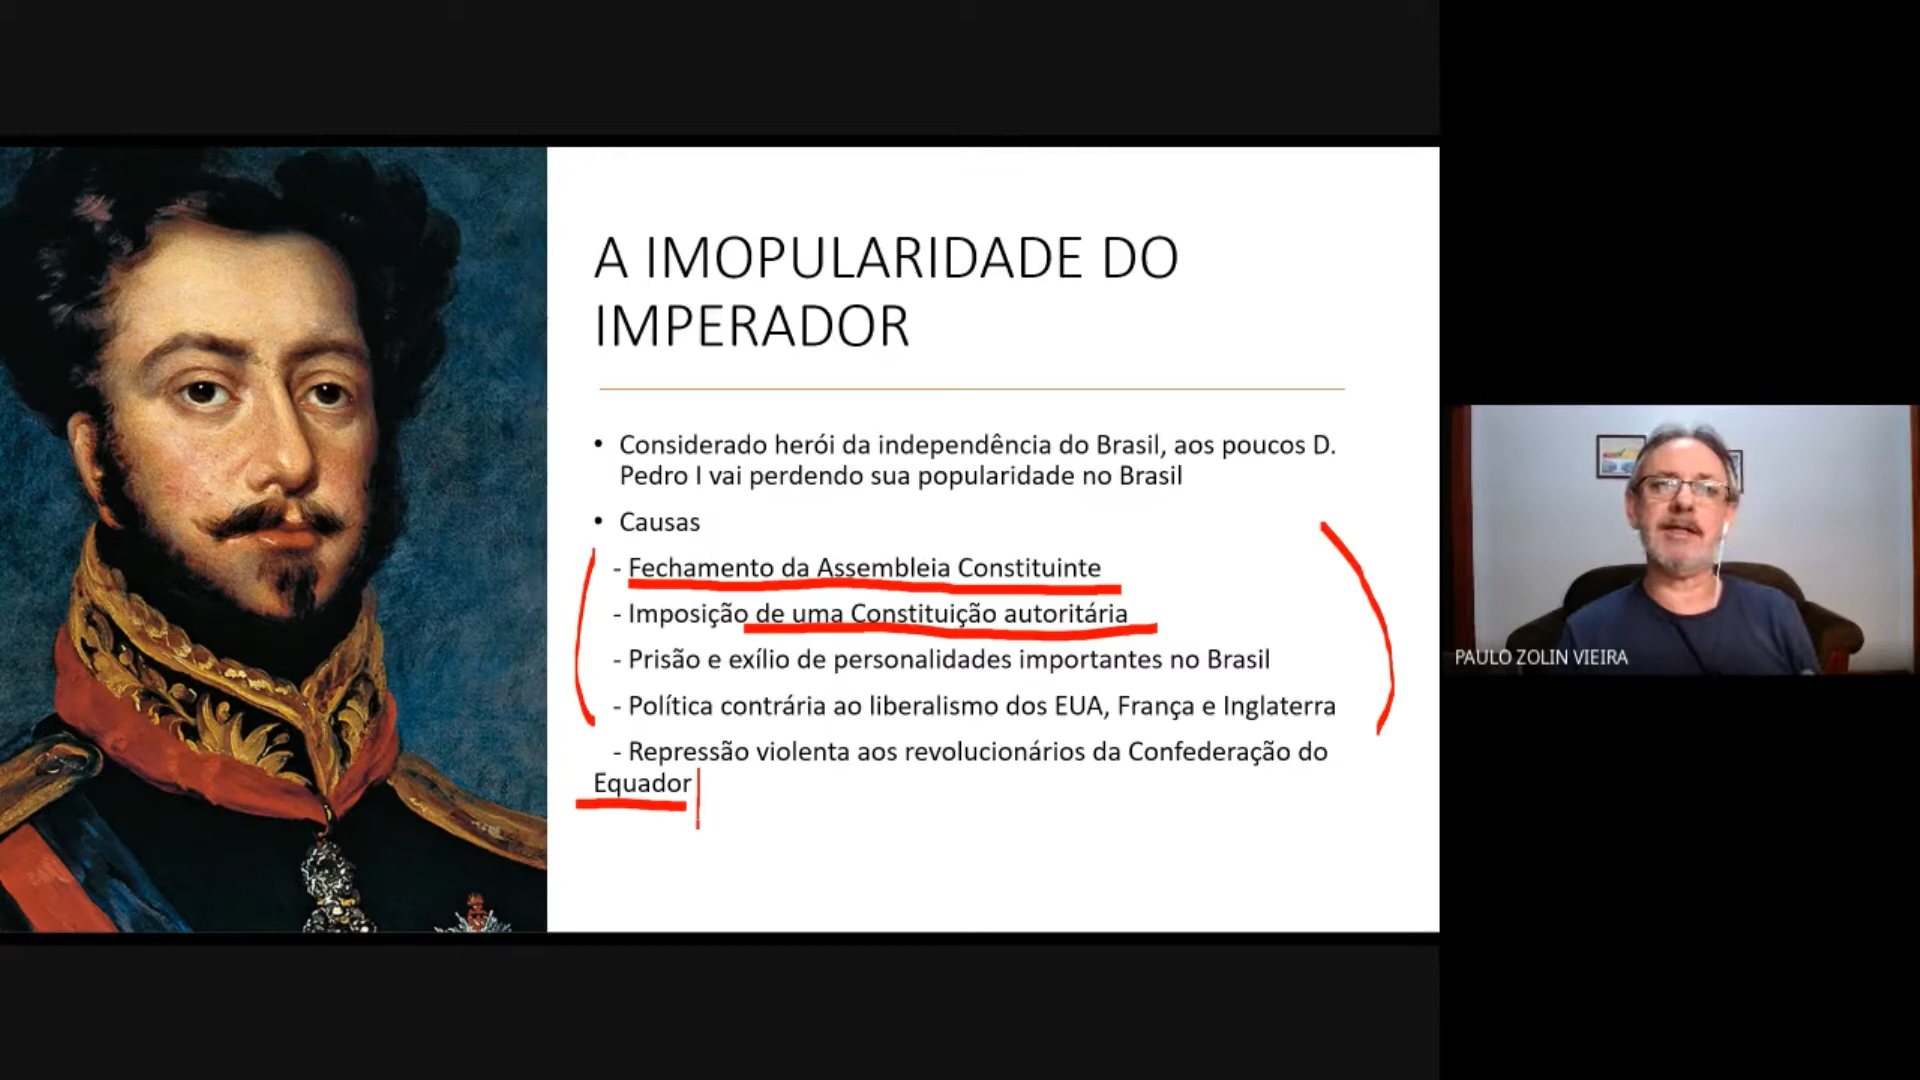 A IMOPULARIDADE DO
IMPERADOR
• Considerado herói da independência do Brasil, aos poucos D.
Pedro I vai perdendo sua popularidade no Brasil
• Causas
- Fechamento da Assembleia Constituinte
- Imposição de uma Constituição autoritária
- Prisão e exílio de personalidades importantes no Brasil
- Política contrária ao liberalismo dos EUA, França e Inglaterra
- Repressão violenta aos revolucionários da Confederação do
Equador
PAULO ZOLIN VIEIRA